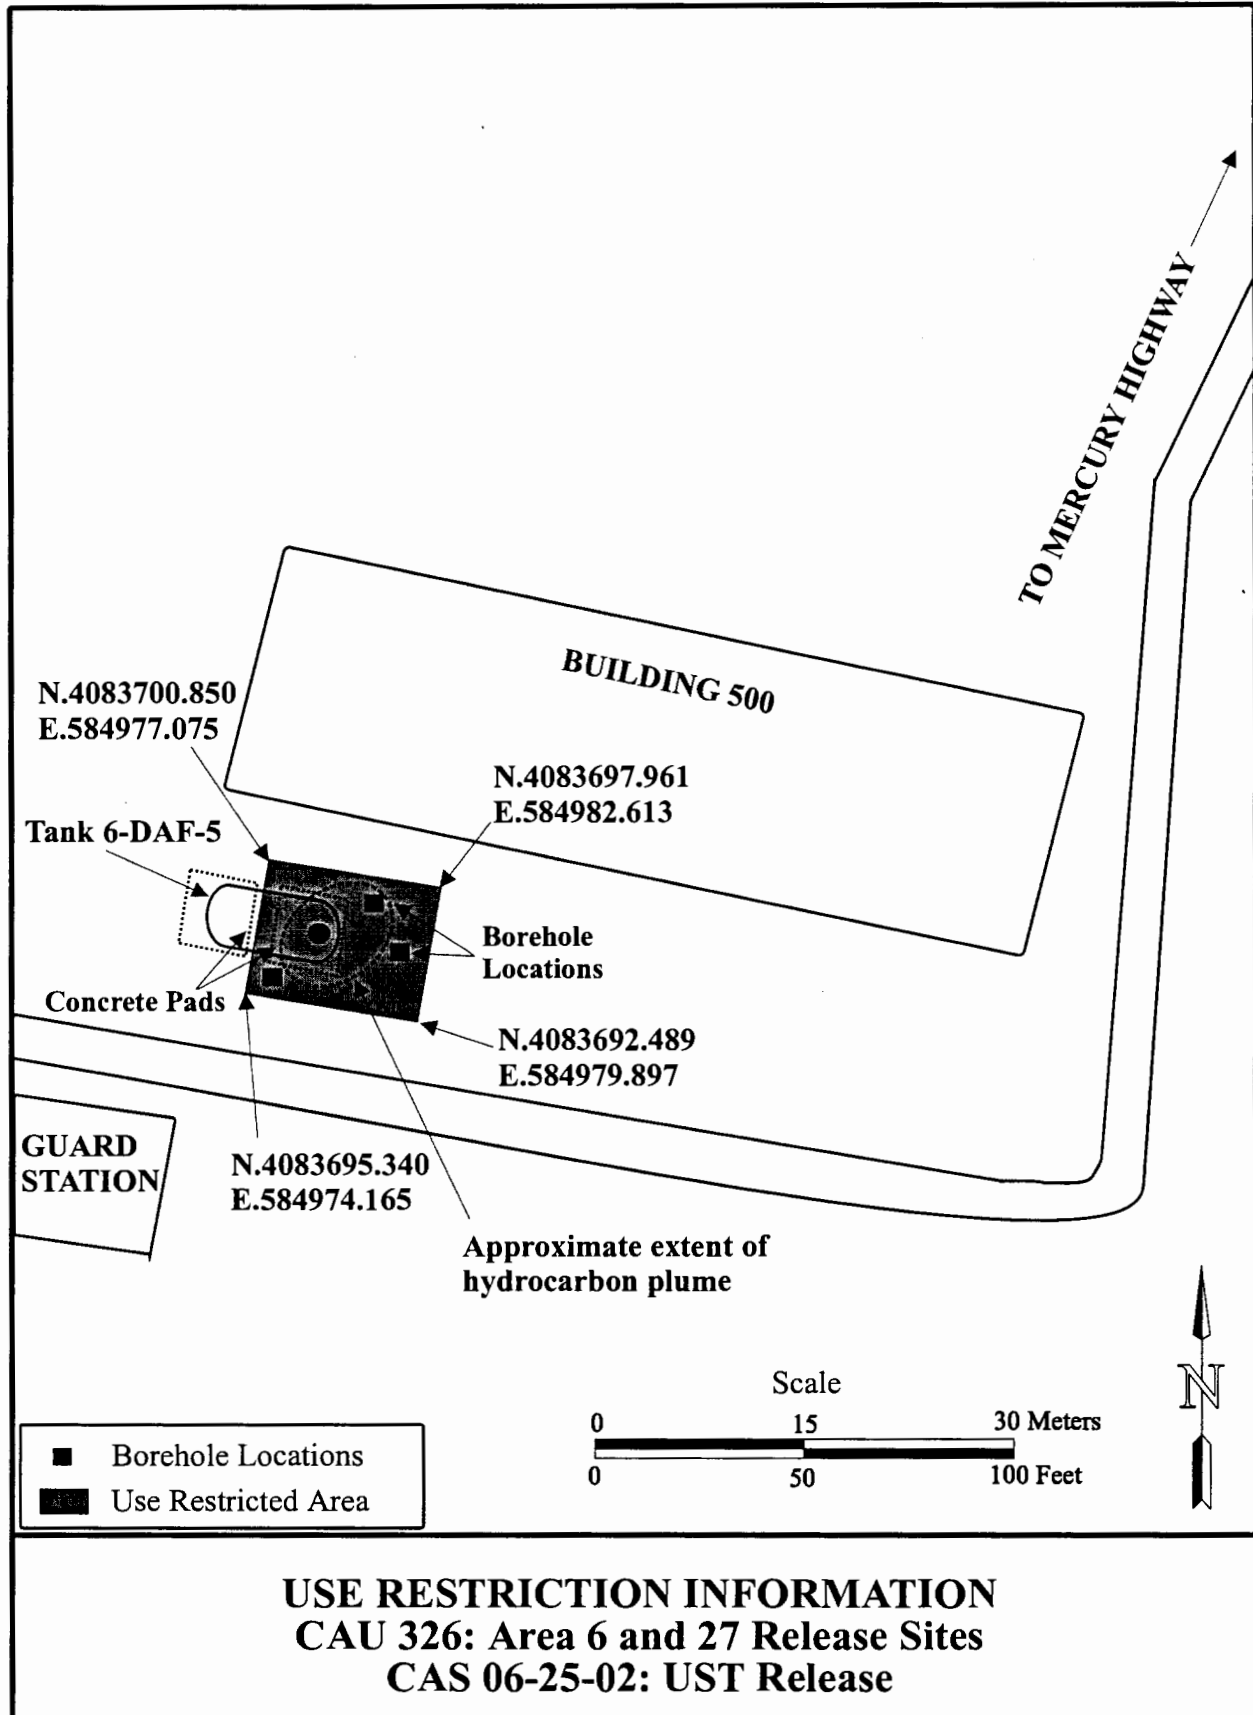 TO MERCURY HIGHWAY
BUILDING 500
N.4083700.850
E.584977.075
N.4083697.961
E.584982.613
Tank 6-DAF-5
Borehole
Locations
Concrete Pads
N.4083692.489
E.584979.897
GUARD
STATION
N.4083695.340
E.584974.165
Approximate extent of
hydrocarbon plume
Scale
0 15 30 Meters
0 50 100 Feet
N
Borehole Locations
Use Restricted Area
USE RESTRICTION INFORMATION
CAU 326: Area 6 and 27 Release Sites
CAS 06-25-02: UST Release